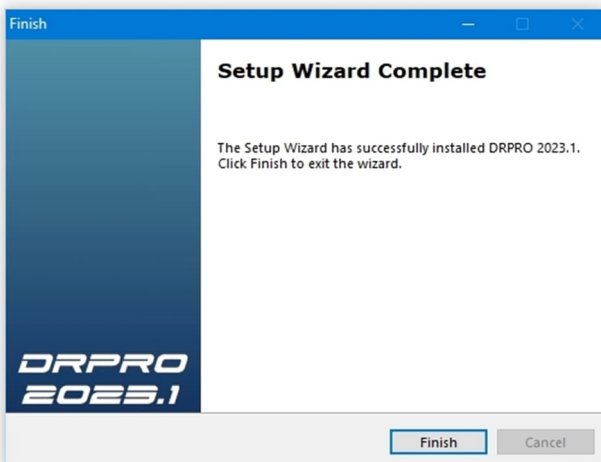 Finish
Setup Wizard Complete
The Setup Wizard has successfully installed DRPRO 2023.1.
Click Finish to exit the wizard.
DRPRO
2023.1
Finish
Cancel